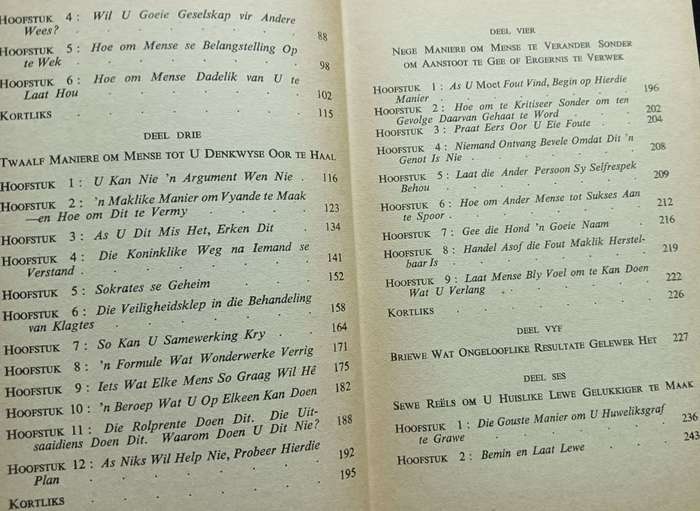 HOOFSTUK 4 : Wil U Goeie Geselskap vir Andere
Wees? . . . . . . . 88
HOOFSTUK 5 : Hoe om Mense se Belangstelling Op
te Wek . . . . . . . 98
HOOFSTUK 6 : Hoe om Mense Dadelik van U te
Laat Hou . . . . . . . 102
KORTLIKS . . . . . . . 115
DEEL DRIE
TWAALF MANIERE OM MENSE TOT U DENKWYSE OOR TE HAAL
HOOFSTUK 1 : U Kan Nie 'n Argument Wen Nie . 116
HOOFSTUK 2 : 'n Maklike Manier om Vyande te Maak
—en Hoe om Dit te Vermy . . . . 123
HOOFSTUK 3 : As U Dit Mis Het, Erken Dit . . 134
HOOFSTUK 4 : Die Koninklike Weg na Iemand se
Verstand . . . . . . . 141
HOOFSTUK 5 : Sokrates se Geheim . . . . 152
HOOFSTUK 6 : Die Veiligheidsklep in die Behandeling
van Klagtes . . . . . . 158
HOOFSTUK 7 : So Kan U Samewerking Kry . . 164
HOOFSTUK 8 : 'n Formule Wat Wonderwerke Verrig 171
HOOFSTUK 9 : Iets Wat Elke Mens So Graag Wil Hê 175
HOOFSTUK 10 : 'n Beroep Wat U Op Elkeen Kan Doen 182
HOOFSTUK 11 : Die Rolprente Doen Dit. Die Uit-
saaidiens Doen Dit. Waarom Doen U Dit Nie? 188
HOOFSTUK 12 : As Niks Wil Help Nie, Probeer Hierdie
Plan . . . . . . . 192
KORTLIKS . . . . . . . 195
DEEL VIER
NEGE MANIERE OM MENSE TE VERANDER SONDER
OM AANSTOOT TE GEE OF ERGERNIS TE VERWEK
HOOFSTUK 1 : As U Moet Fout Vind, Begin op Hierdie
Manier . . . . . . . 196
HOOFSTUK 2 : Hoe om te Kritiseer Sonder om ten
Gevolge Daarvan Gehaat te Word . . . 202
HOOFSTUK 3 : Praat Eers Oor U Eie Foute . . 204
HOOFSTUK 4 : Niemand Ontvang Bevele Omdat Dit 'n
Genot Is Nie . . . . . . 208
HOOFSTUK 5 : Laat die Ander Persoon Sy Selfrespek
Behou . . . . . . . 209
HOOFSTUK 6 : Hoe om Ander Mense tot Sukses Aan
te Spoor . . . . . . . 212
HOOFSTUK 7 : Gee die Hond 'n Goeie Naam . . 216
HOOFSTUK 8 : Handel Asof die Fout Maklik Herstel-
baar Is . . . . . . . 219
HOOFSTUK 9 : Laat Mense Bly Voel om te Kan Doen
Wat U Verlang . . . . . . 222
KORTLIKS . . . . . . . 226
DEEL VYF
BRIEWE WAT ONGELOOFLIKE RESULTATE GELEWER HET 227
DEEL SES
SEWE REËLS OM U HUISLIKE LEWE GELUKKIGER TE MAAK
HOOFSTUK 1 : Die Gouste Manier om U Huweliksgraf
te Grawe . . . . . . . 236
HOOFSTUK 2 : Bemin en Laat Lewe . . . 243